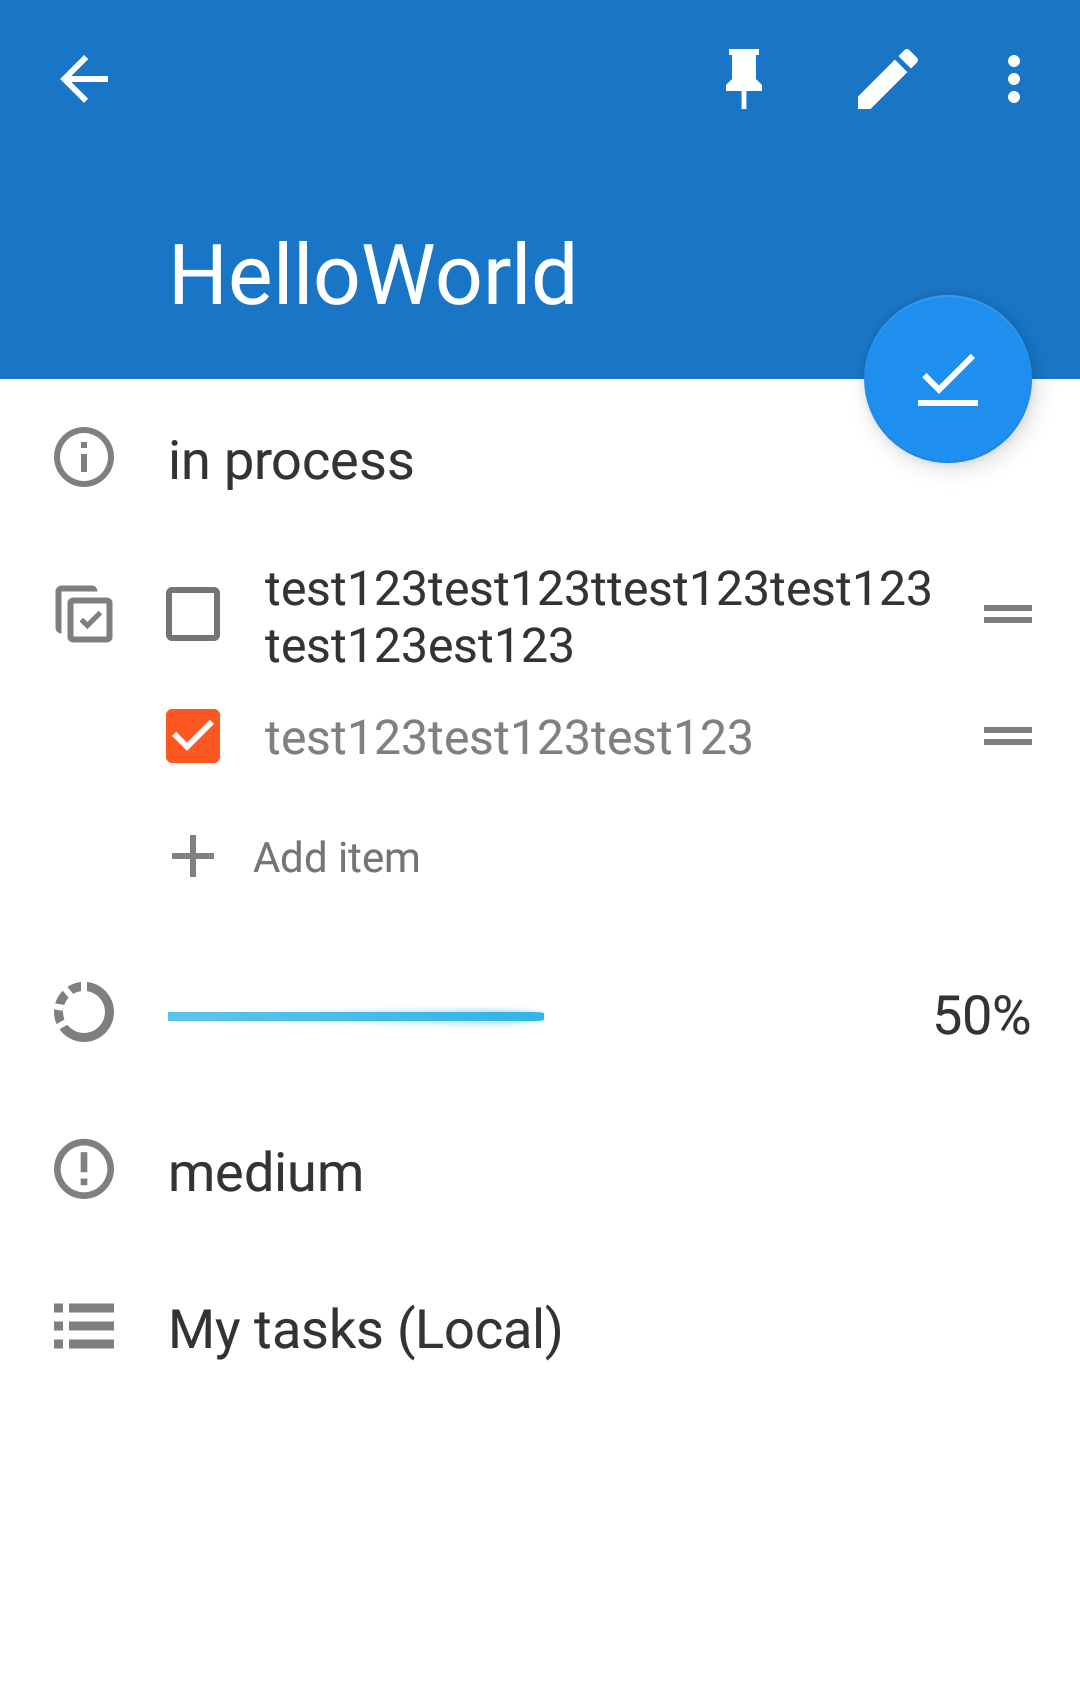 HelloWorld
in process
test123test123ttest123test123
test123est123
test123test123test123
Add item
50%
medium
My tasks (Local)